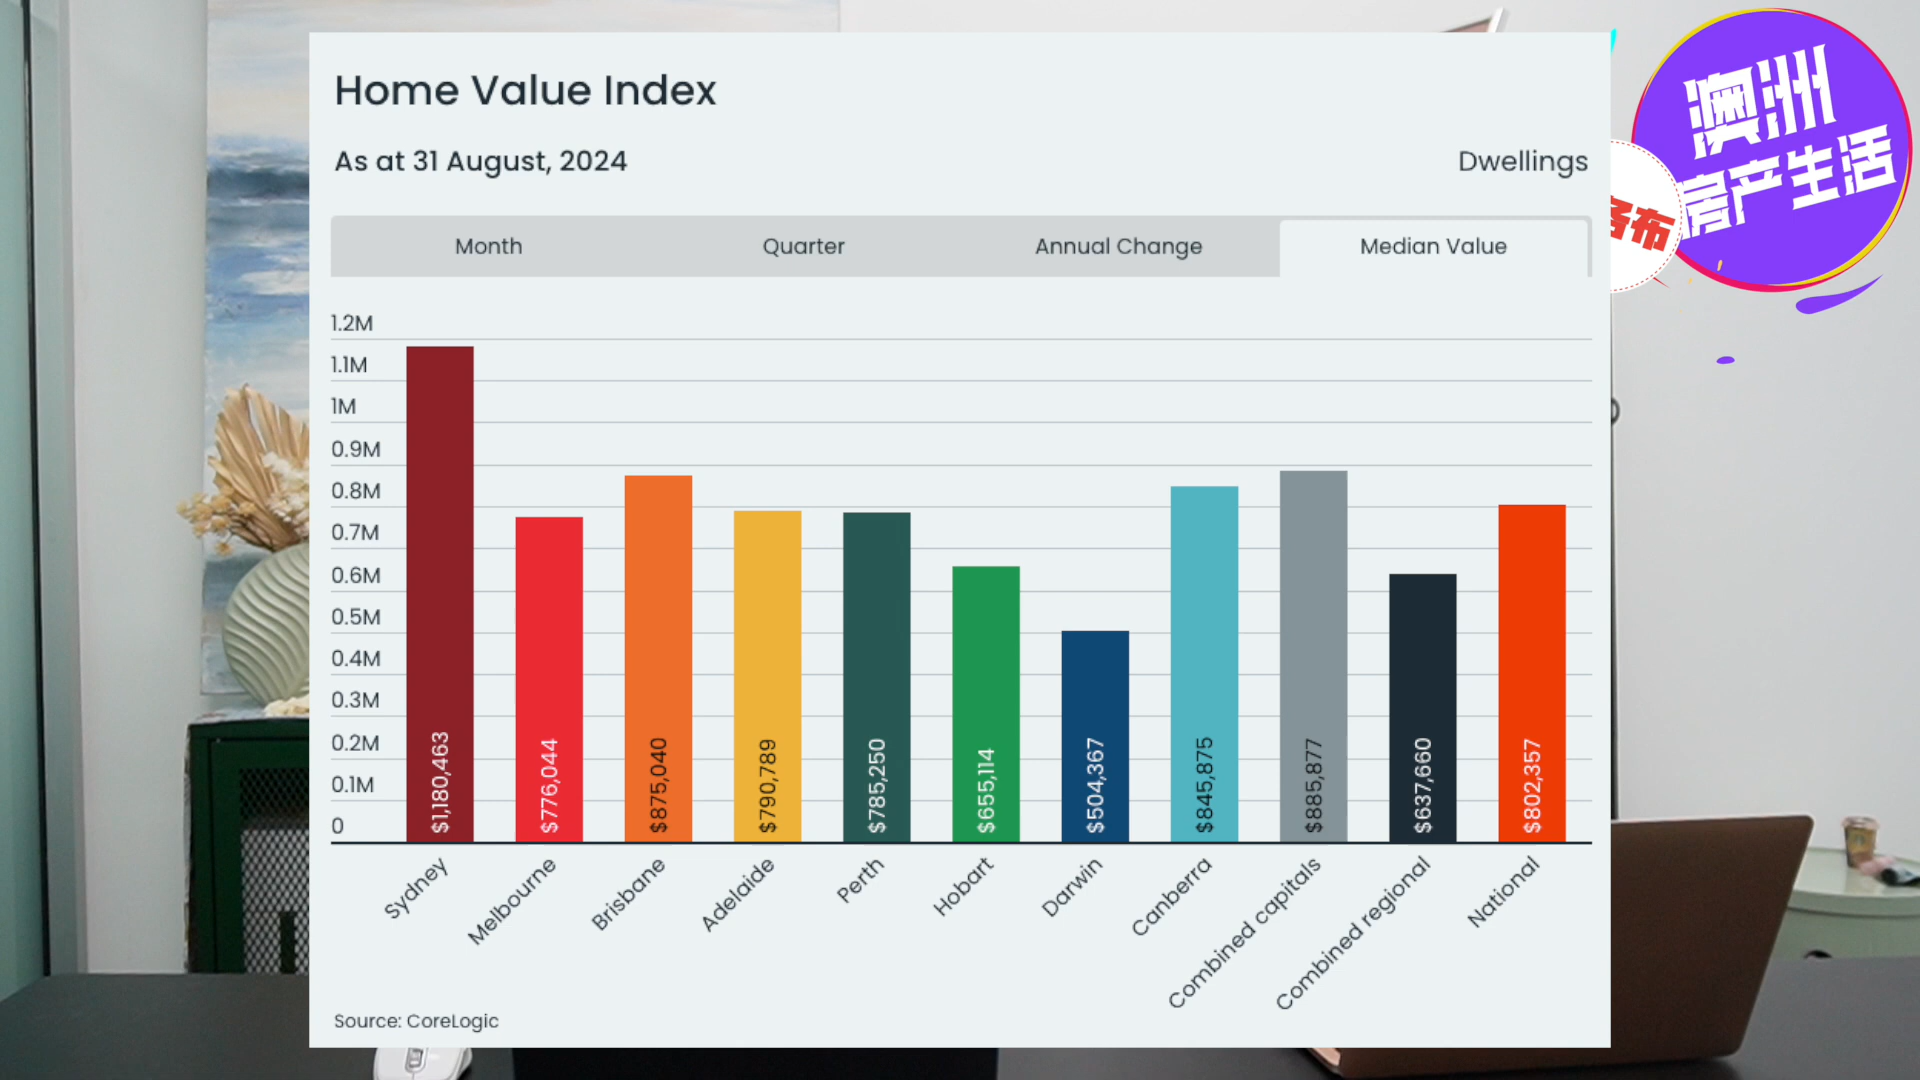 Home Value Index
As at 31 August, 2024
Dwellings
Month
Quarter
Annual Change
Median Value
1.2M
1.1M
1M
0.9M
0.8M
0.7M
0.6M
0.5M
0.4M
0.3M
0.2M
0.1M
0
$1,180,463
$776,044
$875,040
$790,789
$785,250
$655,114
$504,367
$845,875
$885,877
$637,660
$802,357
Sydney
Melbourne
Brisbane
Adelaide
Perth
Hobart
Darwin
Canberra
Combined capitals
Combined regional
National
Source: CoreLogic
澳洲
房产生活
布